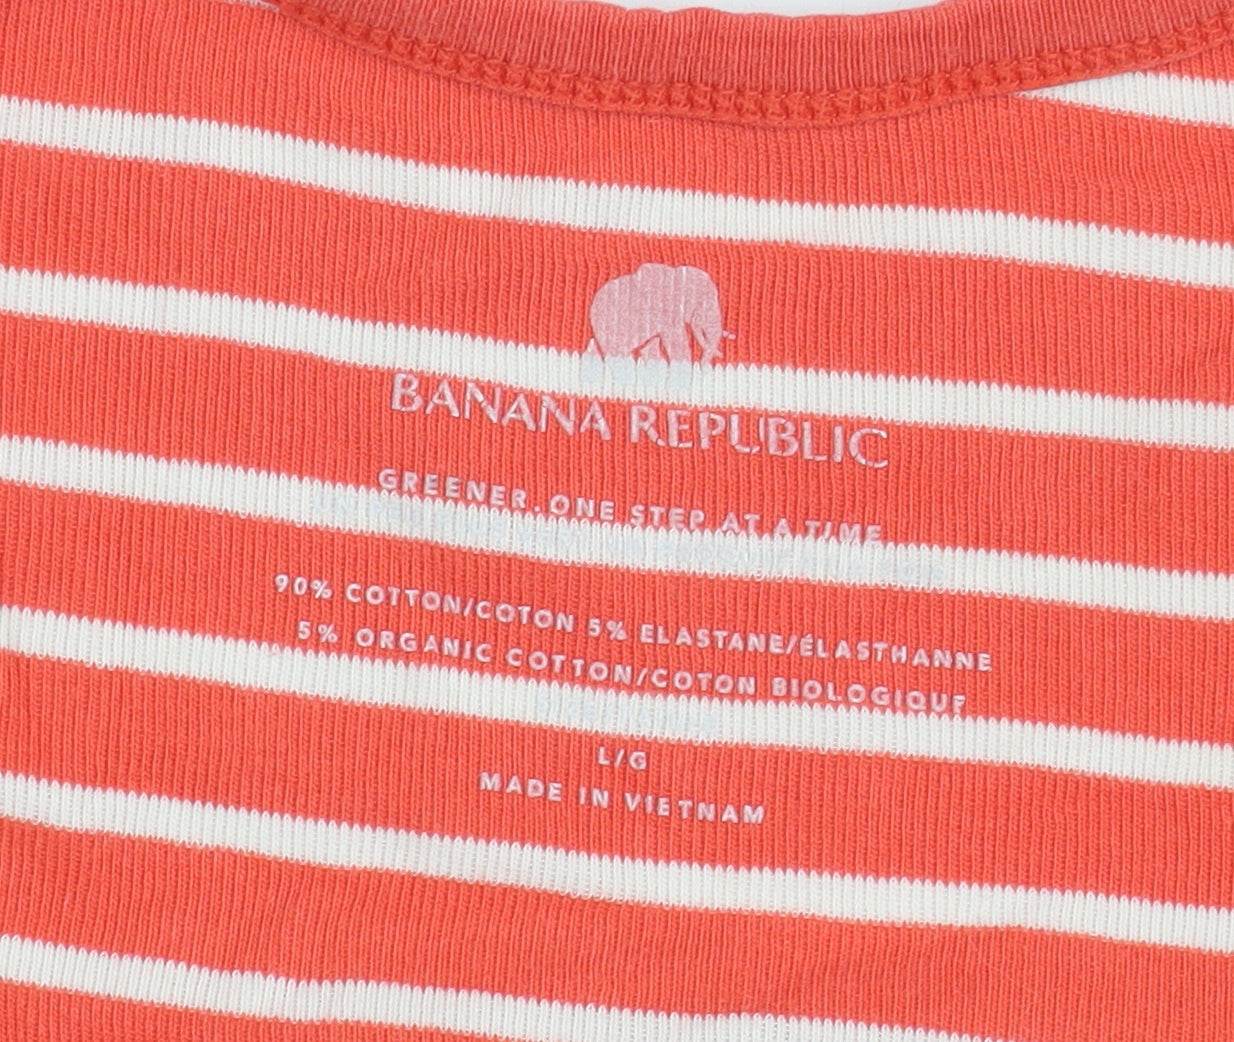 BANANA REPUBLIC
GREENER. ONE STEP AT A TIME
90% COTTON/COTON 5% ELASTANE/ÉLASTHANNE
5% ORGANIC COTTON/COTON BIOLOGIQUE
L/G
MADE IN VIETNAM